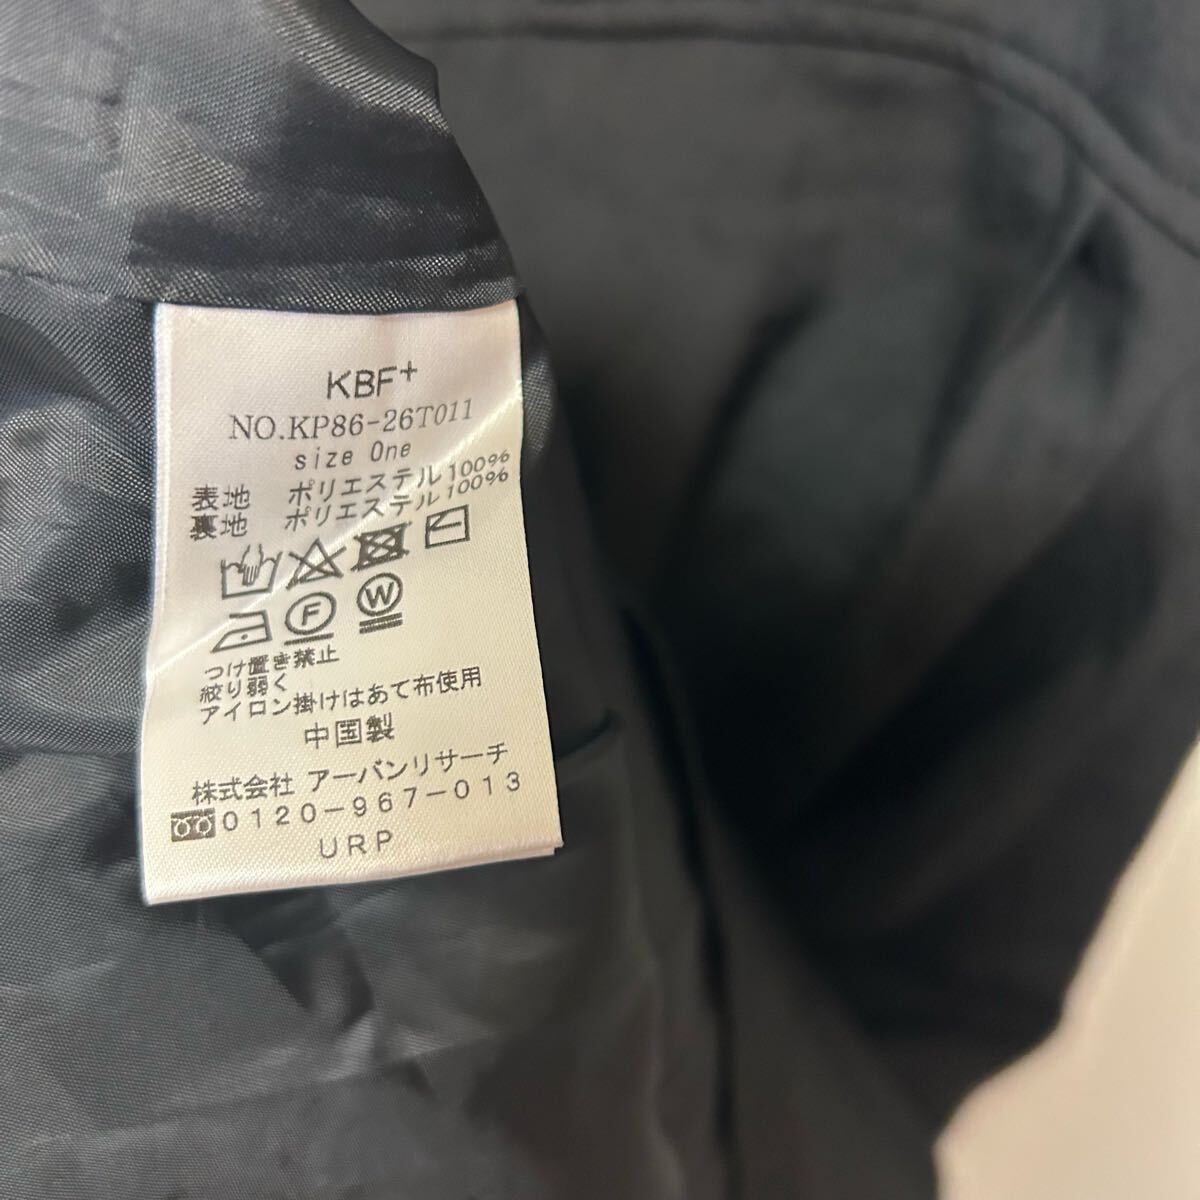 KBF+
NO.KP86-26T011
size One
表地 ポリエステル100%
裏地 ポリエステル100%
F W
つけ置き禁止
絞り弱く
アイロン掛けはあて布使用
中国製
株式会社 アーバンリサーチ
0120-967-013
URP